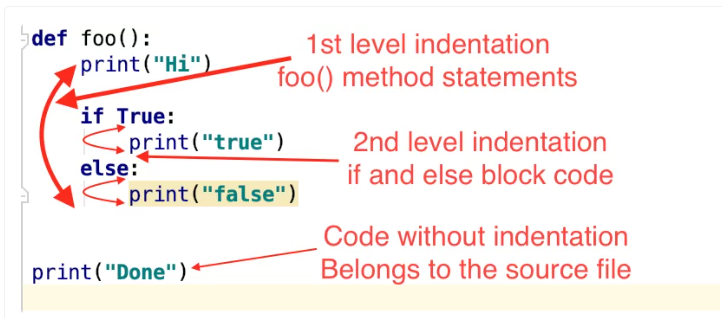 def foo():
print("Hi")
1st level indentation
foo() method statements
if True:
print("true")
2nd level indentation
if and else block code
else:
print("false")
Code without indentation
Belongs to the source file
print("Done")